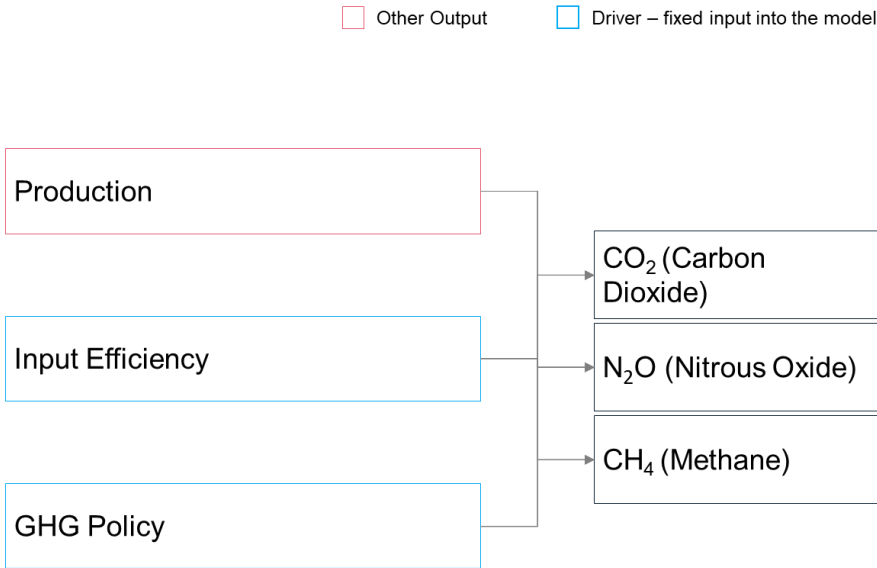 Other Output
Driver – fixed input into the model
Production
CO₂ (Carbon
Dioxide)
Input Efficiency
N₂O (Nitrous Oxide)
CH₄ (Methane)
GHG Policy